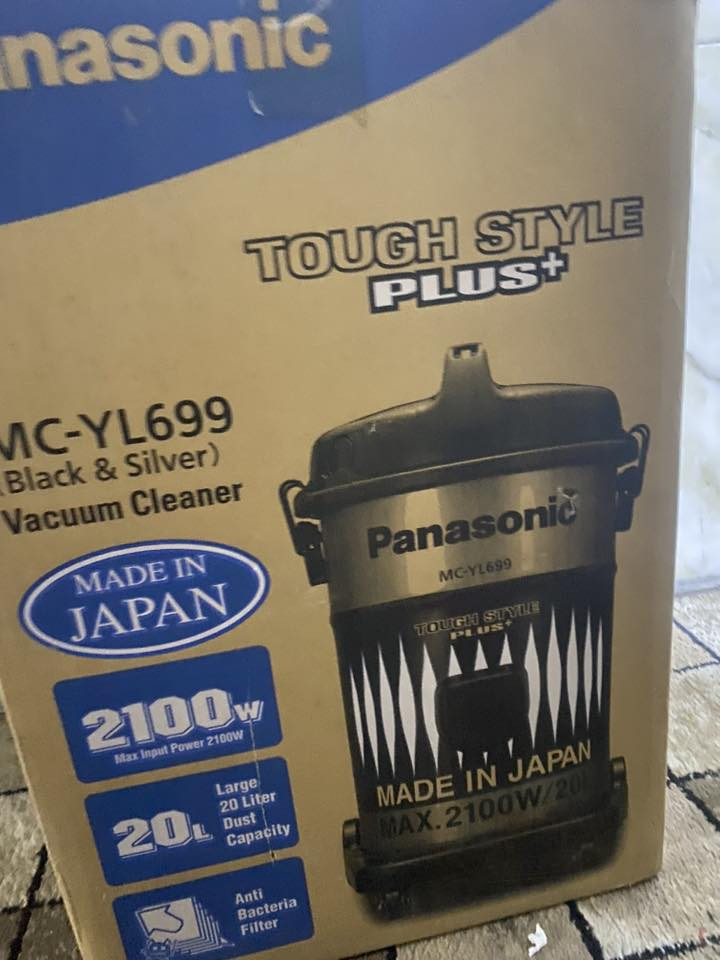 nasonic
TOUGH STYLE
PLUS+
MC-YL699
(Black & Silver)
Vacuum Cleaner
MADE IN
JAPAN
2100W
Max Input Power 2100W
20L
Large
20 Liter
Dust
Capacity
Anti
Bacteria
Filter
Panasonic
MC-YL699
TOUGH STYLE
PLUS+
MADE IN JAPAN
MAX. 2100W/20